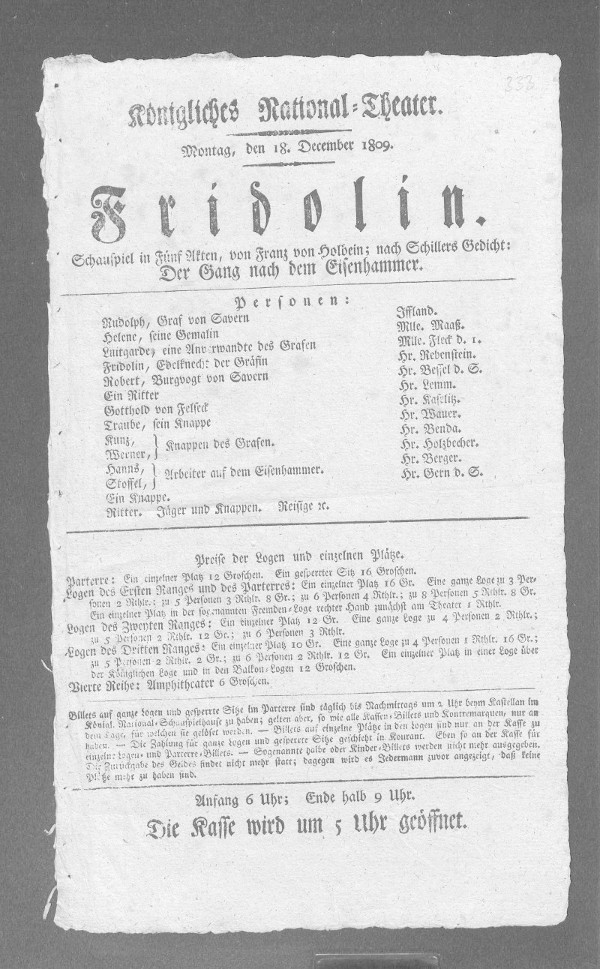 333
Königliches National-Theater.
Montag, den 18. December 1809.
Fridolin.
Schauspiel in Fünf Akten, von Franz von Holbein; nach Schillers Gedicht:
Der Gang nach dem Eisenhammer.
Personen:
Rudolph, Graf von Savern Iffland.
Helene, seine Gemalin Mlle. Maaß.
Luitgarde, eine Anverwandte des Grafen Mlle. Fleck d. 1.
Fridolin, Edelknecht der Gräfin Hr. Rebenstein.
Robert, Burgvogt von Savern Hr. Bessel d. S.
Ein Ritter Hr. Lemm.
Gotthold von Felseck Hr. Kaselitz.
Traube, sein Knappe Hr. Wauer.
Kunz, } Knappen des Grafen. Hr. Benda.
Werner, } Hr. Holzbecher.
Hanns, } Arbeiter auf dem Eisenhammer. Hr. Berger.
Stoffel, } Hr. Gern d. S.
Ein Knappe.
Ritter. Jäger und Knappen. Reisige ꝛc.
Preise der Logen und einzelnen Plätze.
Parterre: Ein einzelner Platz 12 Groschen. Ein gesperrter Sitz 16 Groschen.
Logen des Ersten Ranges und des Parterres: Ein einzelner Platz 16 Gr. Eine ganze Loge zu 3 Per-
sonen 2 Rthlr.; zu 5 Personen 3 Rthlr. 8 Gr.; zu 6 Personen 4 Rthlr.; zu 8 Personen 5 Rthlr. 8 Gr.
Ein einzelner Platz in der sogenannten Fremden-Loge rechter Hand zunächst am Theater 1 Rthlr.
Logen des Zweyten Ranges: Ein einzelner Platz 12 Gr. Eine ganze Loge zu 4 Personen 2 Rthlr.;
zu 5 Personen 2 Rthlr. 12 Gr.; zu 6 Personen 3 Rthlr.
Logen des Dritten Ranges: Ein einzelner Platz 10 Gr. Eine ganze Loge zu 4 Personen 1 Rthlr. 16 Gr.;
zu 5 Personen 2 Rthlr. 2 Gr.; zu 6 Personen 2 Rthlr. 12 Gr. Ein einzelner Platz in einer Loge über
der Königlichen Loge und in den Balkon-Logen 12 Groschen.
Vierte Reihe: Amphitheater 6 Groschen.
Billets auf ganze Logen und gesperrte Sitze im Parterre sind täglich bis Nachmittags um 2 Uhr beym Kastellan im
Königl. National-Schauspielhause zu haben; gelten aber, so wie alle Kassen-Billets und Kontremarquen, nur an
dem Tage, für welchen sie gelöset werden. — Billets auf einzelne Plätze in den Logen sind nur an der Kasse zu
haben. — Die Zahlung für ganze Logen und gesperrte Sitze geschieht in Kourant. Eben so an der Kasse für
einzelne Logen- und Parterre-Billets. — Sogenannte halbe oder Kinder-Billets werden nicht mehr ausgegeben.
Die Zurückgabe des Geldes findet nicht mehr statt; dagegen wird es Jedermann zuvor angezeigt, daß keine
Plätze mehr zu haben sind.
Anfang 6 Uhr; Ende halb 9 Uhr.
Die Kasse wird um 5 Uhr geöffnet.